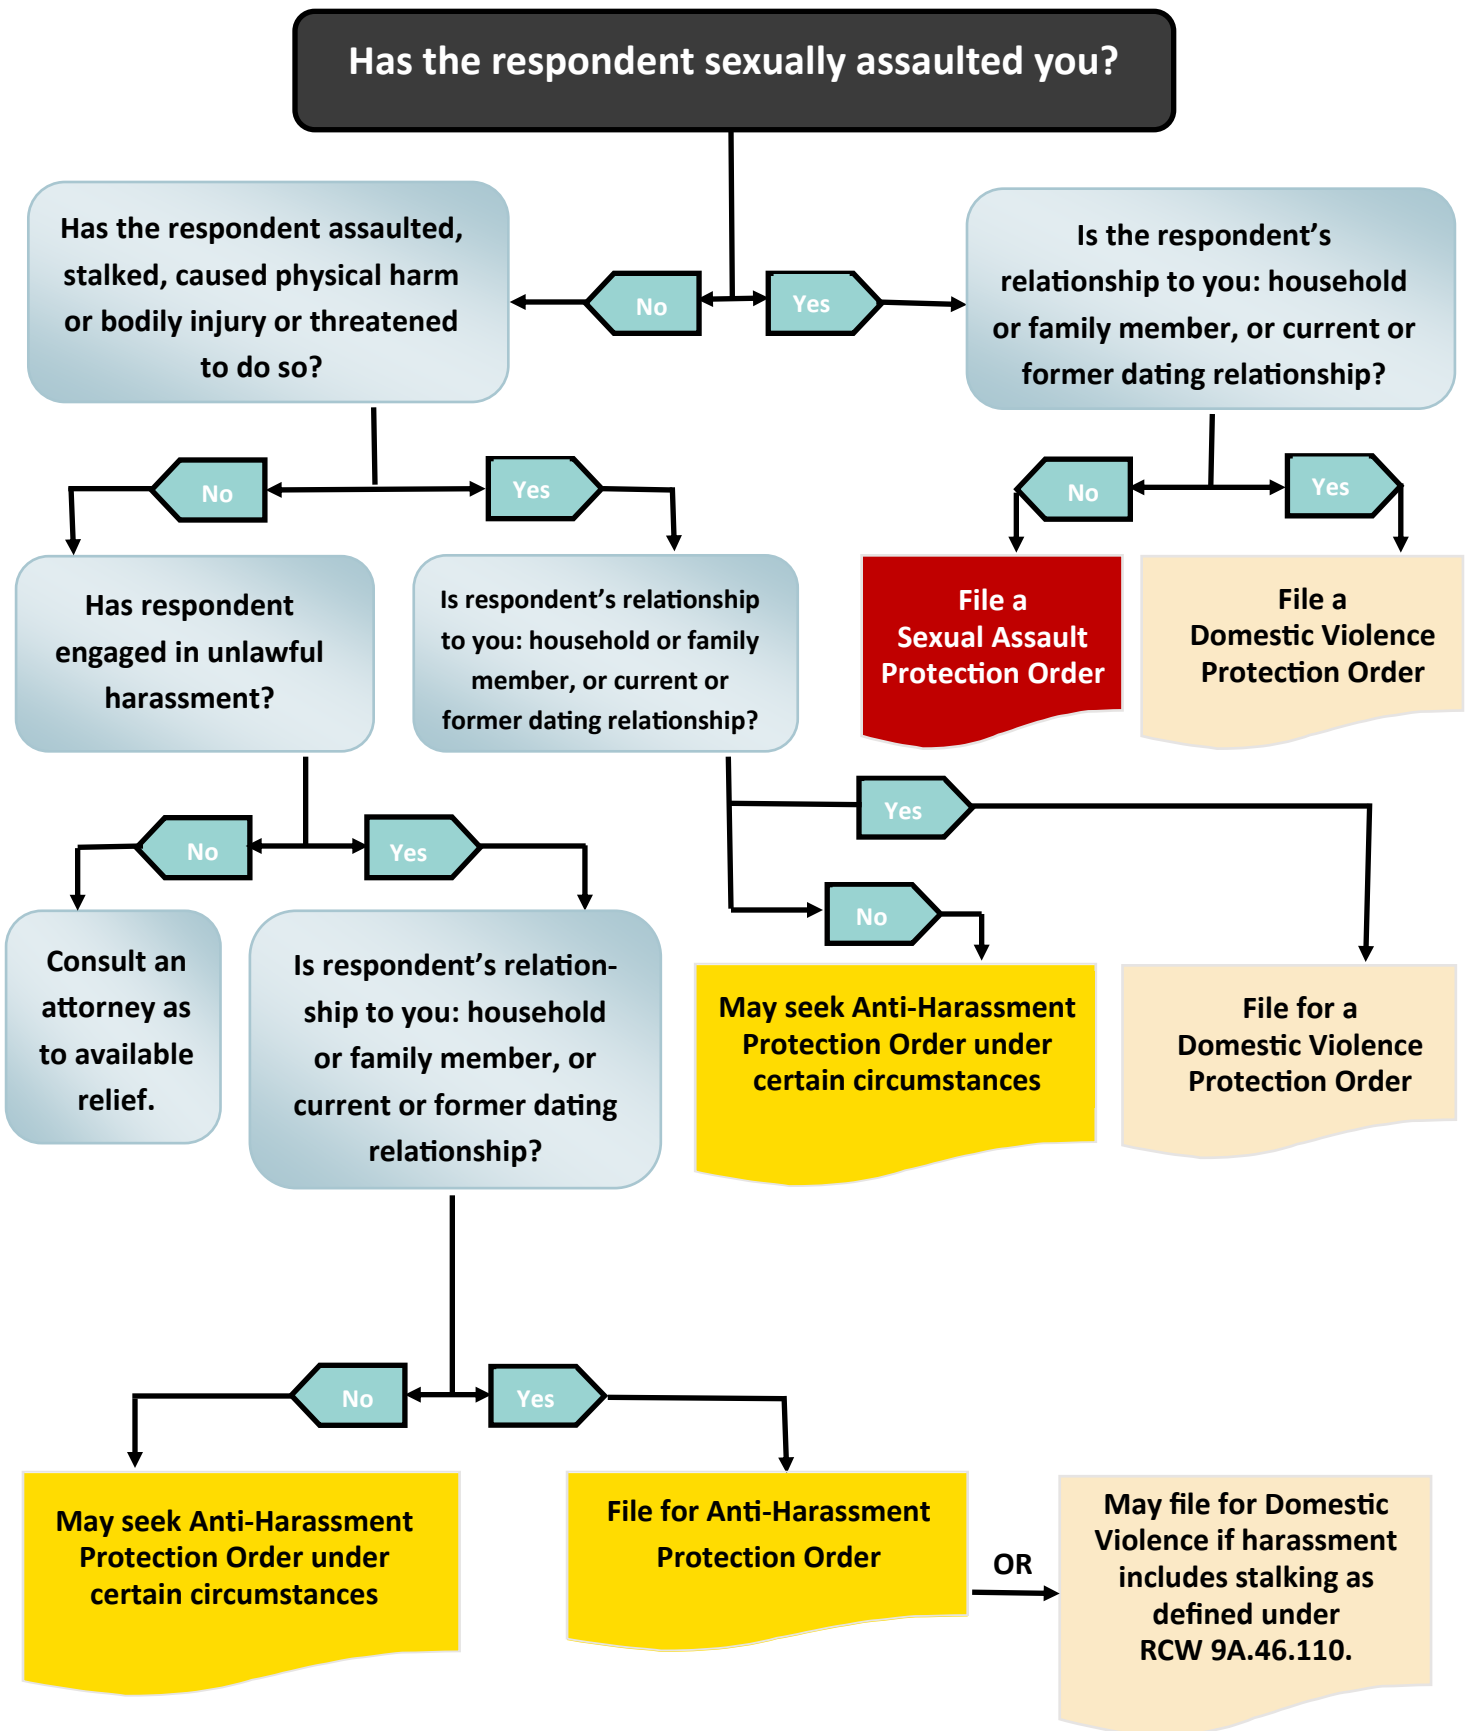 Has the respondent sexually assaulted you?
Has the respondent assaulted,
stalked, caused physical harm
or bodily injury or threatened
to do so?
No
Yes
Is the respondent’s
relationship to you: household
or family member, or current or
former dating relationship?
No
Yes
No
Yes
Has respondent
engaged in unlawful
harassment?
Is respondent’s relationship
to you: household or family
member, or current or
former dating relationship?
File a
Sexual Assault
Protection Order
File a
Domestic Violence
Protection Order
No
Yes
Yes
No
Consult an
attorney as
to available
relief.
Is respondent’s relation-
ship to you: household
or family member, or
current or former dating
relationship?
May seek Anti-Harassment
Protection Order under
certain circumstances
File for a
Domestic Violence
Protection Order
No
Yes
May seek Anti-Harassment
Protection Order under
certain circumstances
File for Anti-Harassment
Protection Order
OR
May file for Domestic
Violence if harassment
includes stalking as
defined under
RCW 9A.46.110.